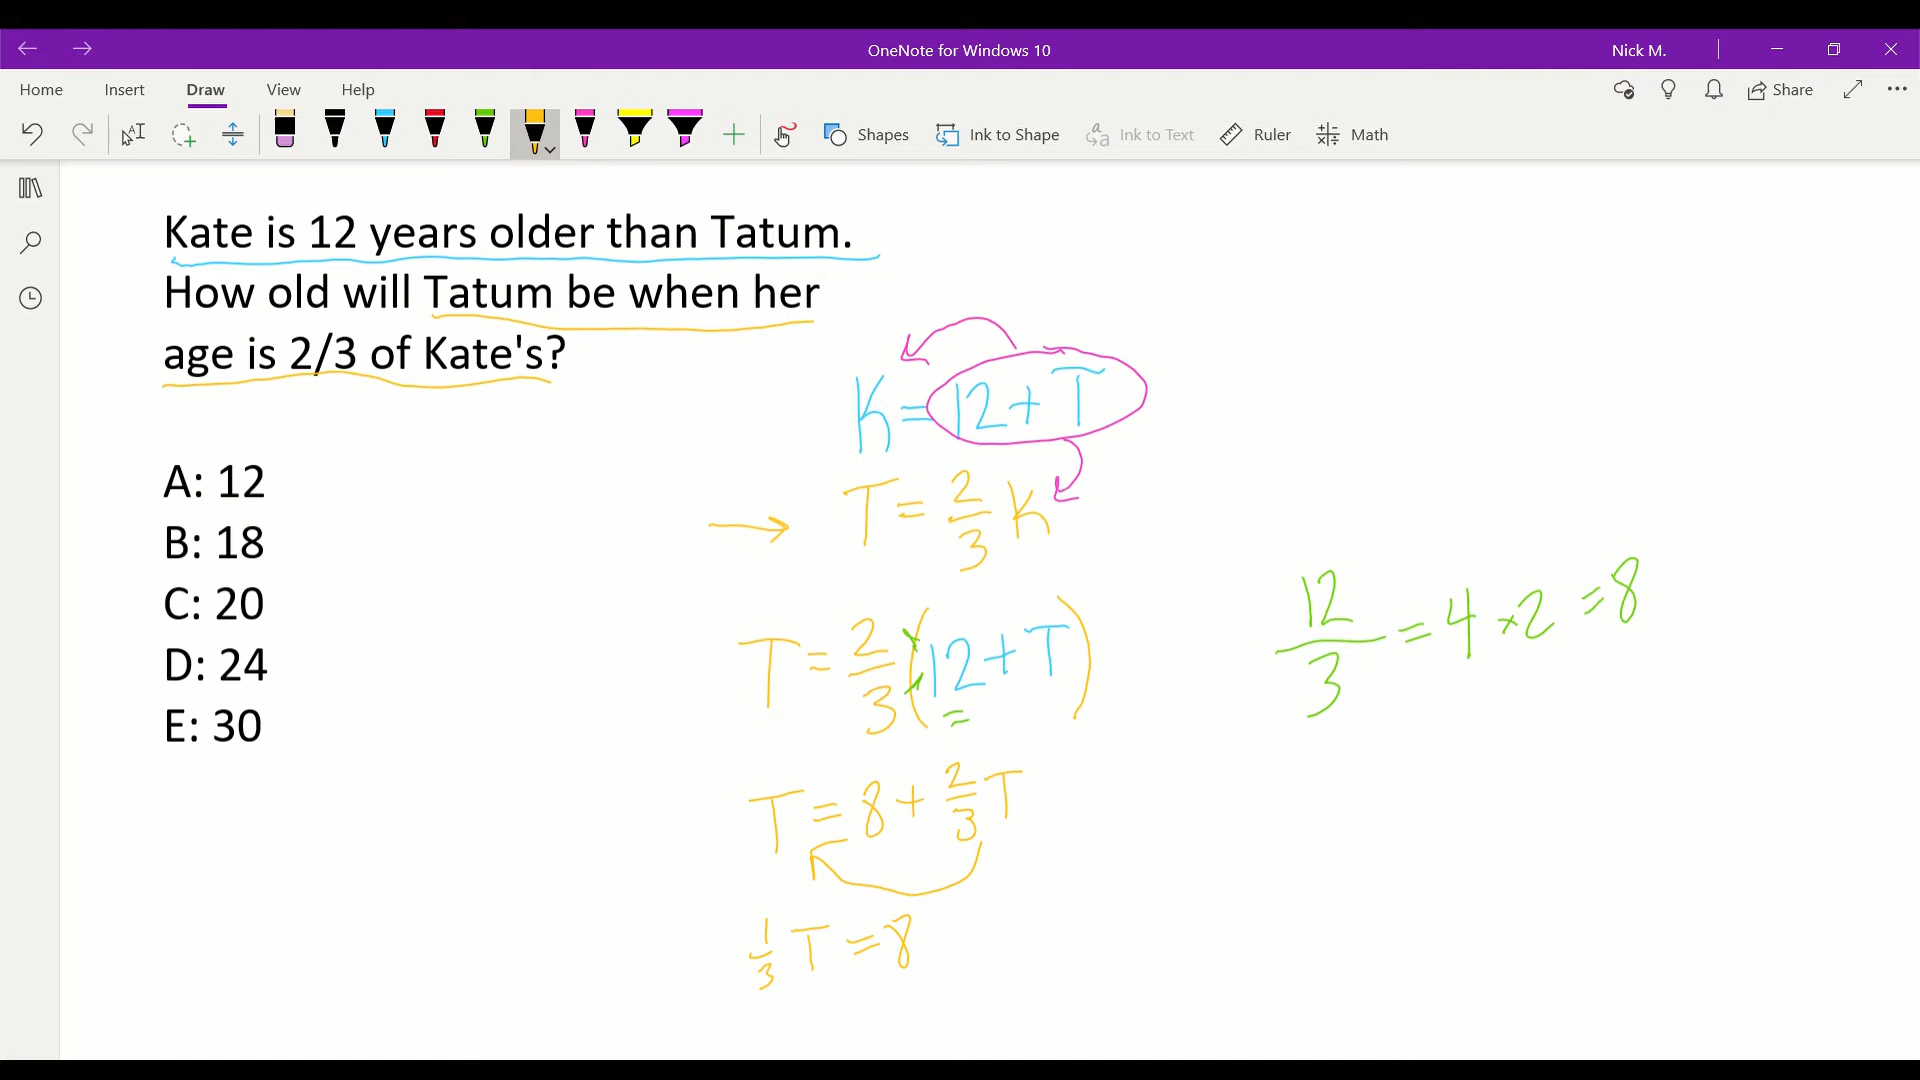 OneNote for Windows 10
Nick M.
Home Insert Draw View Help
Share
Shapes Ink to Shape Ink to Text Ruler Math
Kate is 12 years older than Tatum.
How old will Tatum be when her
age is 2/3 of Kate's?
A: 12
B: 18
C: 20
D: 24
E: 30
K = 12 + T
T = 2/3 K
T = 2/3 (12 + T)
T = 8 + 2/3 T
1/3 T = 8
12/3 = 4 × 2 = 8